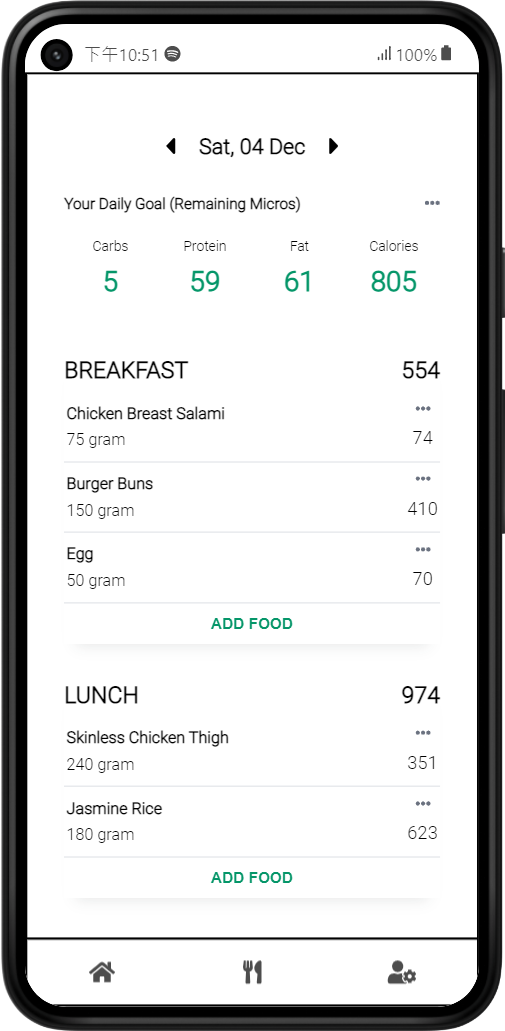 下午10:51 100%
Sat, 04 Dec
Your Daily Goal (Remaining Micros)
Carbs Protein Fat Calories
5 59 61 805
BREAKFAST 554
Chicken Breast Salami
75 gram 74
Burger Buns
150 gram 410
Egg
50 gram 70
ADD FOOD
LUNCH 974
Skinless Chicken Thigh
240 gram 351
Jasmine Rice
180 gram 623
ADD FOOD